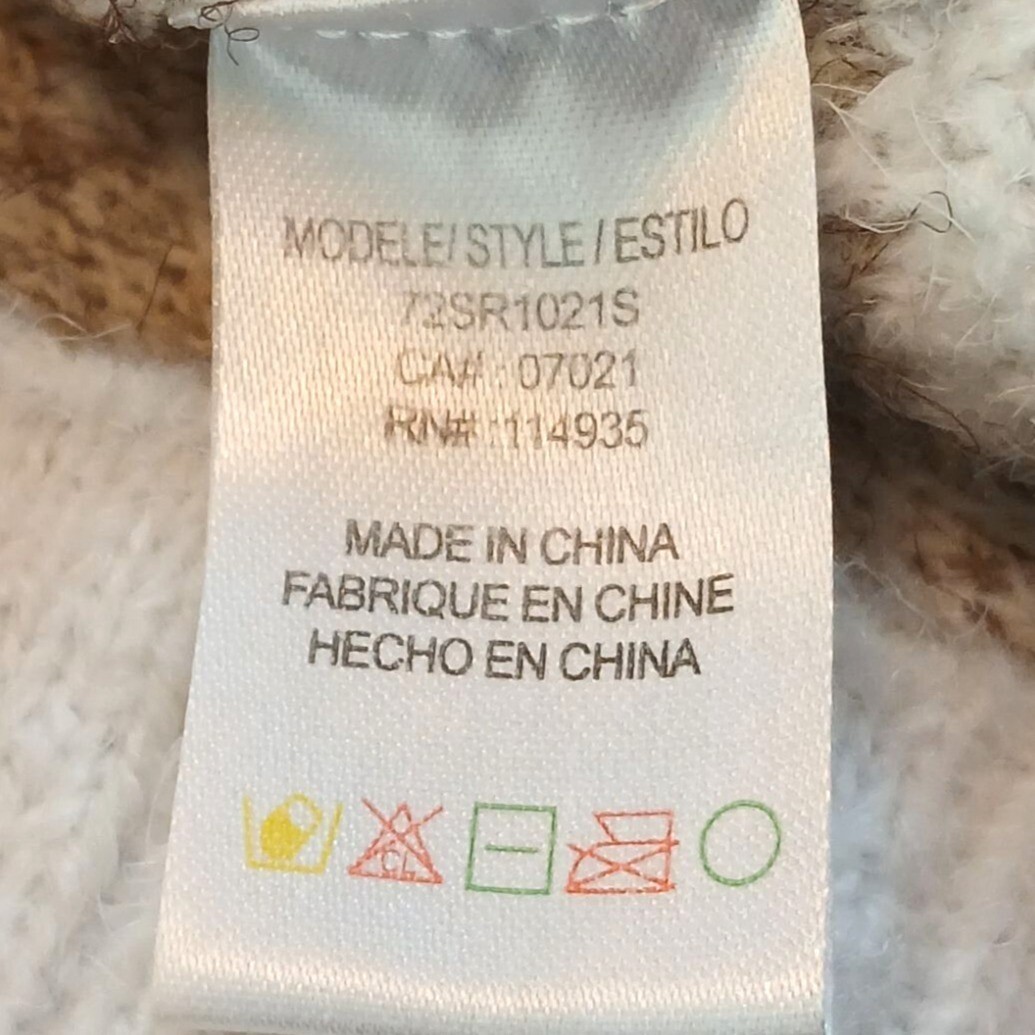 MODELE/STYLE/ESTILO
72SR1021S
CA# : 07021
RN# : 114935
MADE IN CHINA
FABRIQUE EN CHINE
HECHO EN CHINA
CL